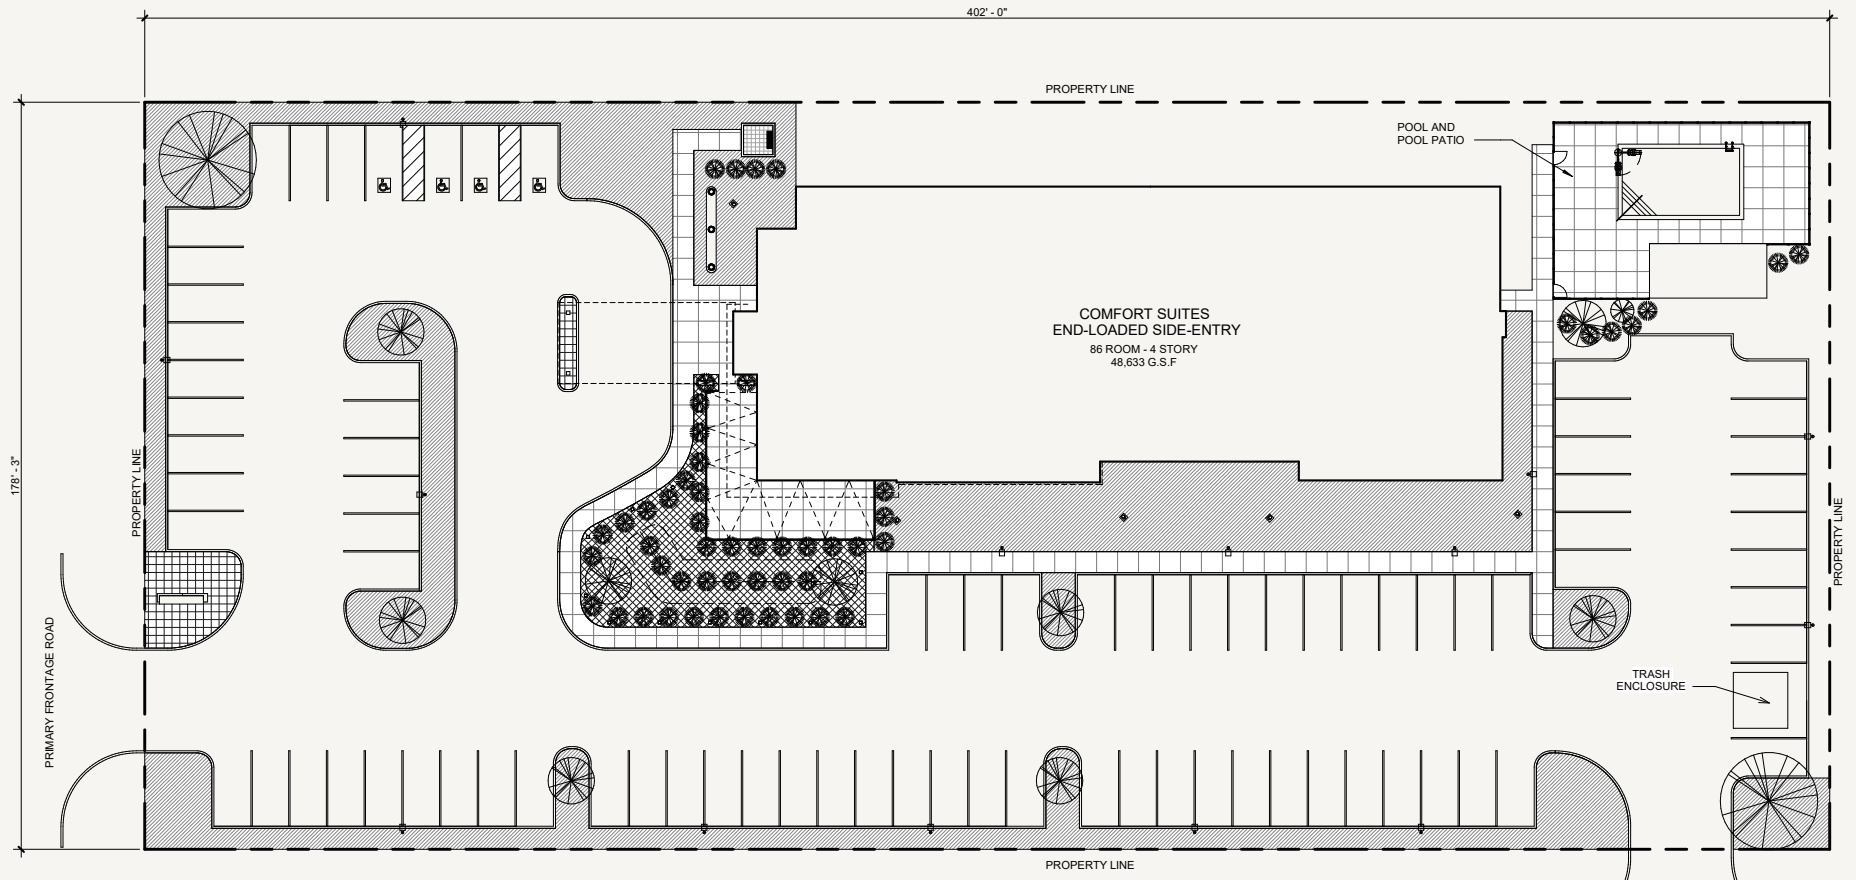 402' - 0"
PROPERTY LINE
POOL AND
POOL PATIO
COMFORT SUITES
END-LOADED SIDE-ENTRY
86 ROOM - 4 STORY
48,633 G.S.F
178' - 3"
PROPERTY LINE
PROPERTY LINE
PRIMARY FRONTAGE ROAD
TRASH
ENCLOSURE
PROPERTY LINE